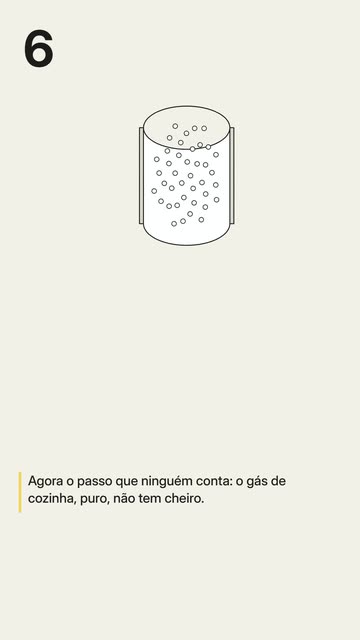 6
Agora o passo que ninguém conta: o gás de
cozinha, puro, não tem cheiro.